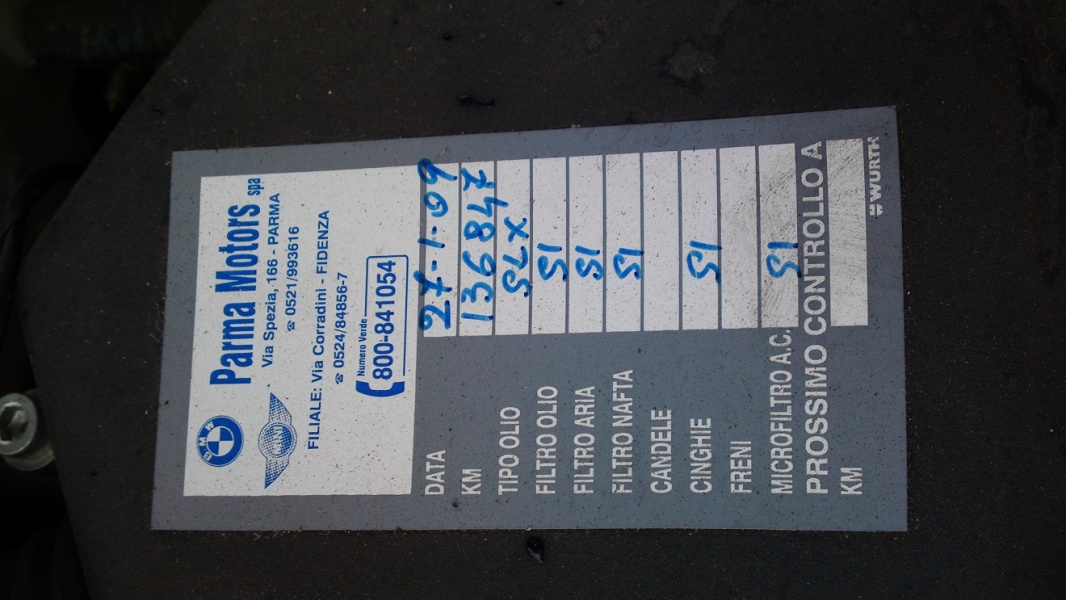 BMW
Parma Motors spa
Via Spezia, 166 - PARMA
☎ 0521/993616
MINI
FILIALE: Via Corradini - FIDENZA
☎ 0524/84856-7
Numero Verde
800-841054
DATA 27-1-09
KM 136847
TIPO OLIO SLX
FILTRO OLIO SI
FILTRO ARIA SI
FILTRO NAFTA SI
CANDELE
CINGHIE SI
FRENI
MICROFILTRO A.C. SI
PROSSIMO CONTROLLO A
KM
WÜRTH